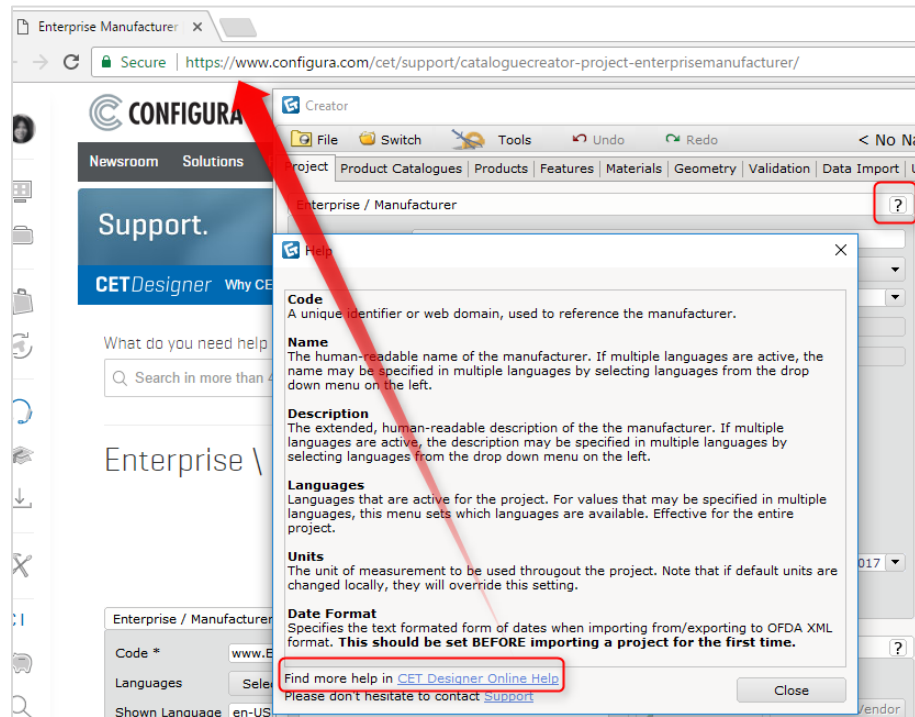 Enterprise Manufacturer
Secure | https://www.configura.com/cet/support/cataloguecreator-project-enterprisemanufacturer/
CONFIGURA
Newsroom Solutions
Support.
CETDesigner Why CE
What do you need help
Search in more than 4
Enterprise \
Enterprise / Manufacturer
Code * www.E
Languages Sele
Shown Language en-US
Creator
File Switch Tools Undo Redo < No Na
Project Product Catalogues Products Features Materials Geometry Validation Data Import U
Enterprise / Manufacturer ?
017
?
Vendor
Help
Code
A unique identifier or web domain, used to reference the manufacturer.
Name
The human-readable name of the manufacturer. If multiple languages are active, the
name may be specified in multiple languages by selecting languages from the drop
down menu on the left.
Description
The extended, human-readable description of the the manufacturer. If multiple
languages are active, the description may be specified in multiple languages by
selecting languages from the drop down menu on the left.
Languages
Languages that are active for the project. For values that may be specified in multiple
languages, this menu sets which languages are available. Effective for the entire
project.
Units
The unit of measurement to be used througout the project. Note that if default units are
changed locally, they will override this setting.
Date Format
Specifies the text formated form of dates when importing from/exporting to OFDA XML
format. This should be set BEFORE importing a project for the first time.
Find more help in CET Designer Online Help
Please don't hesitate to contact Support
Close